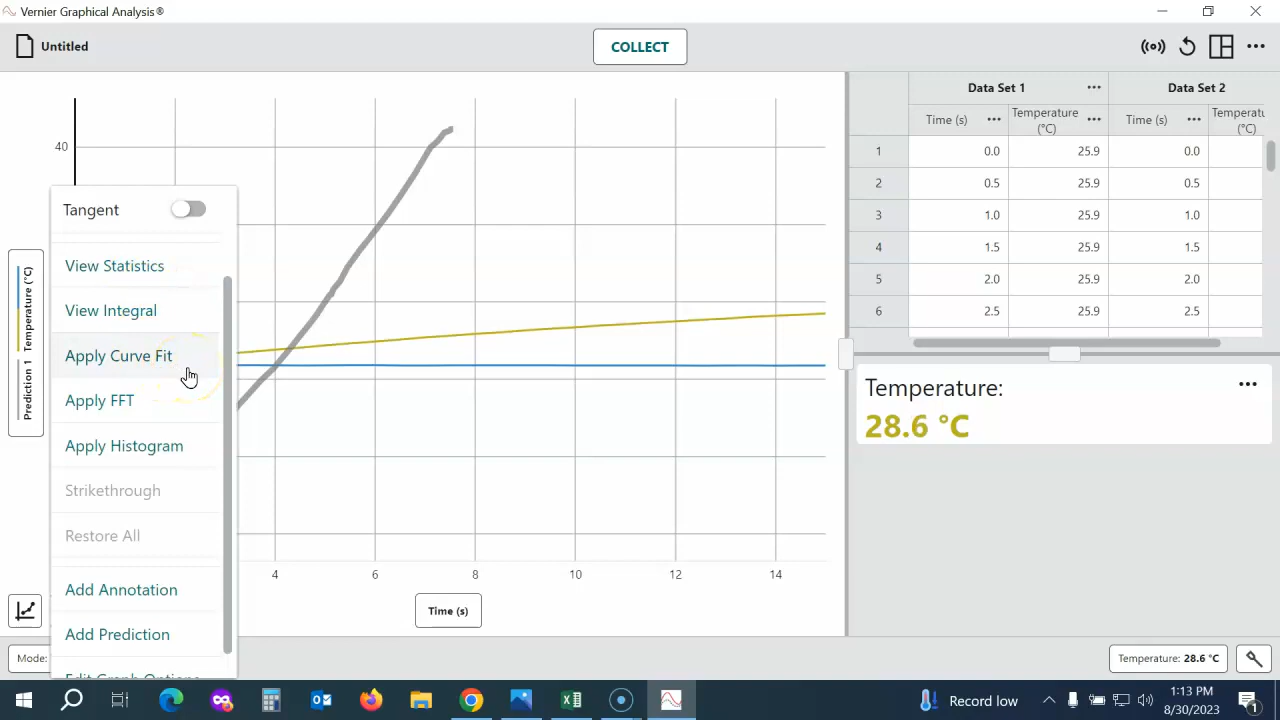 Vernier Graphical Analysis®
Untitled
COLLECT
40
Temperature (°C)
Prediction 1
Tangent
View Statistics
View Integral
Apply Curve Fit
Apply FFT
Apply Histogram
Strikethrough
Restore All
Add Annotation
Add Prediction
Edit Graph Options
4 6 8 10 12 14
Time (s)
Mode:
Data Set 1 Data Set 2
Time (s) Temperature (°C) Time (s) Temperatu (°C)
1 0.0 25.9 0.0
2 0.5 25.9 0.5
3 1.0 25.9 1.0
4 1.5 25.9 1.5
5 2.0 25.9 2.0
6 2.5 25.9 2.5
Temperature:
28.6 °C
Temperature: 28.6 °C
Record low
1:13 PM
8/30/2023
1